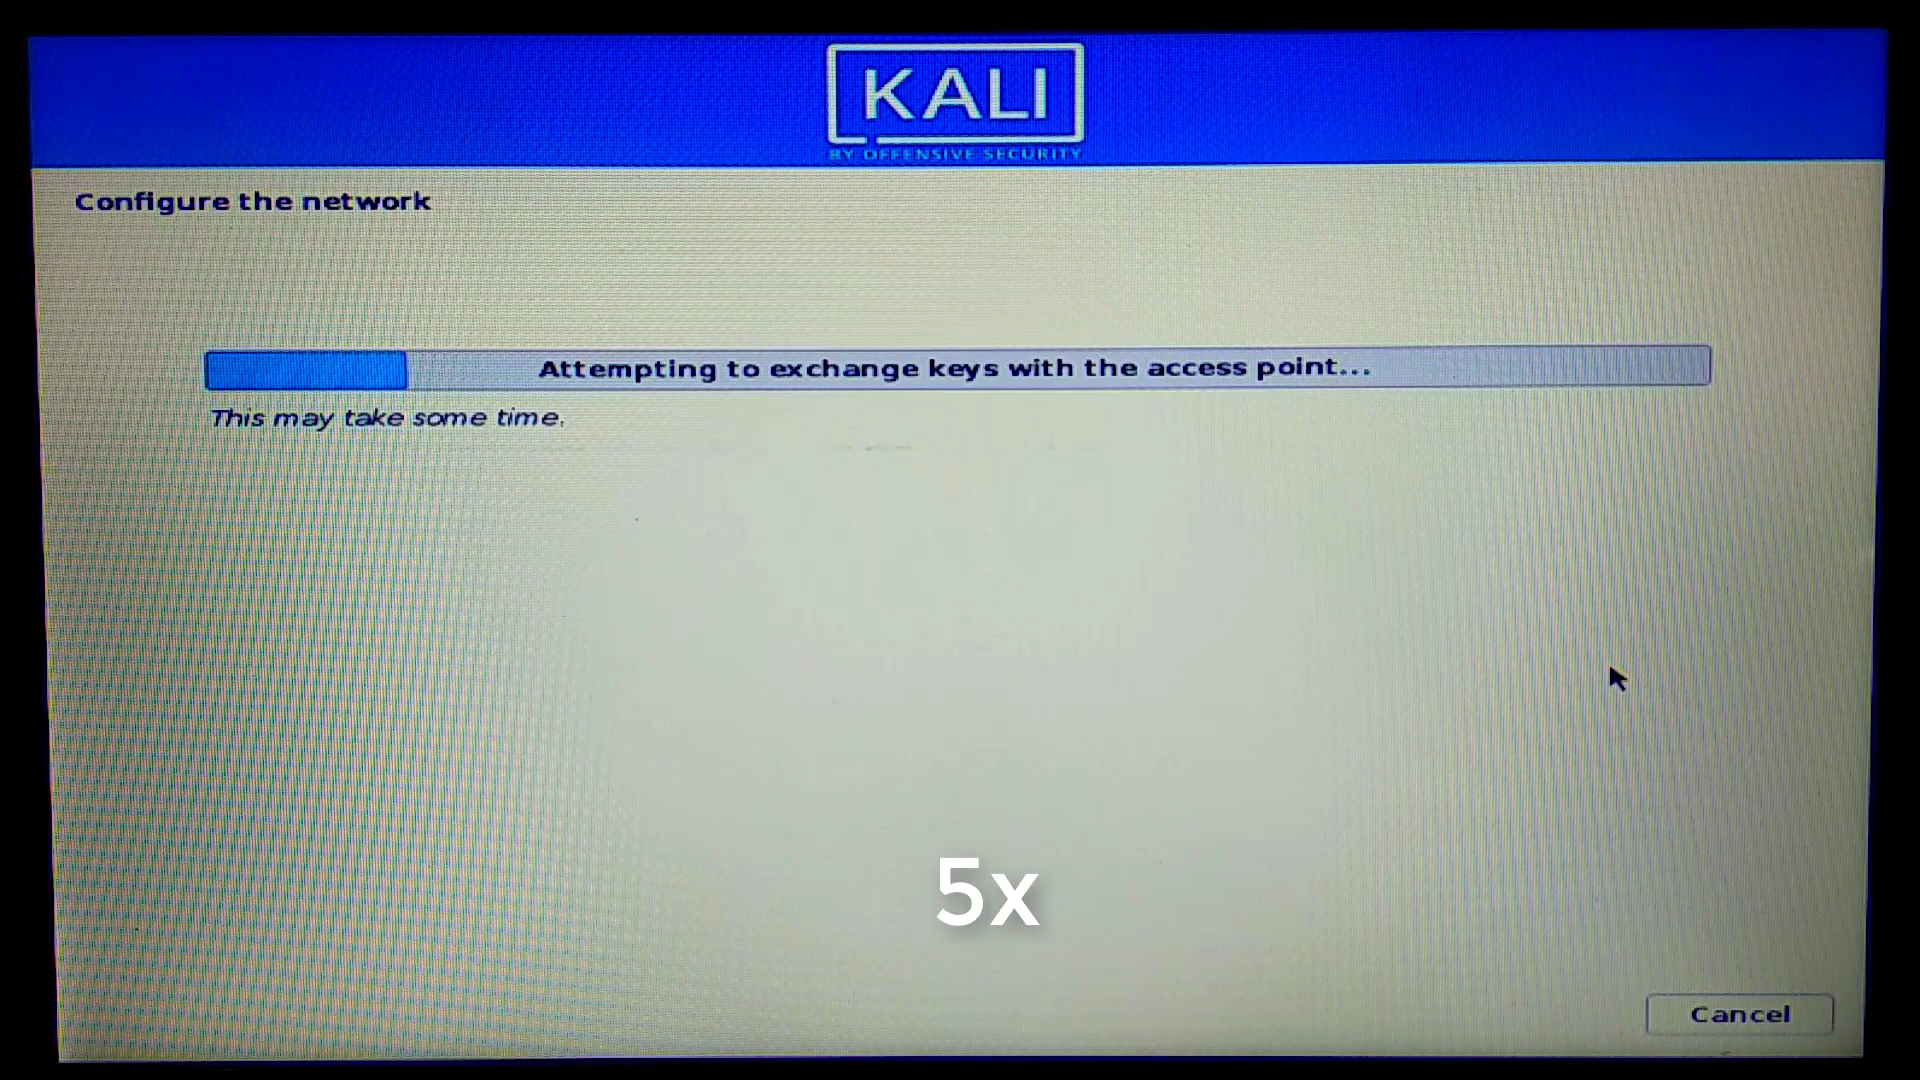 KALI
BY OFFENSIVE SECURITY
Configure the network
Attempting to exchange keys with the access point...
This may take some time.
5x
Cancel